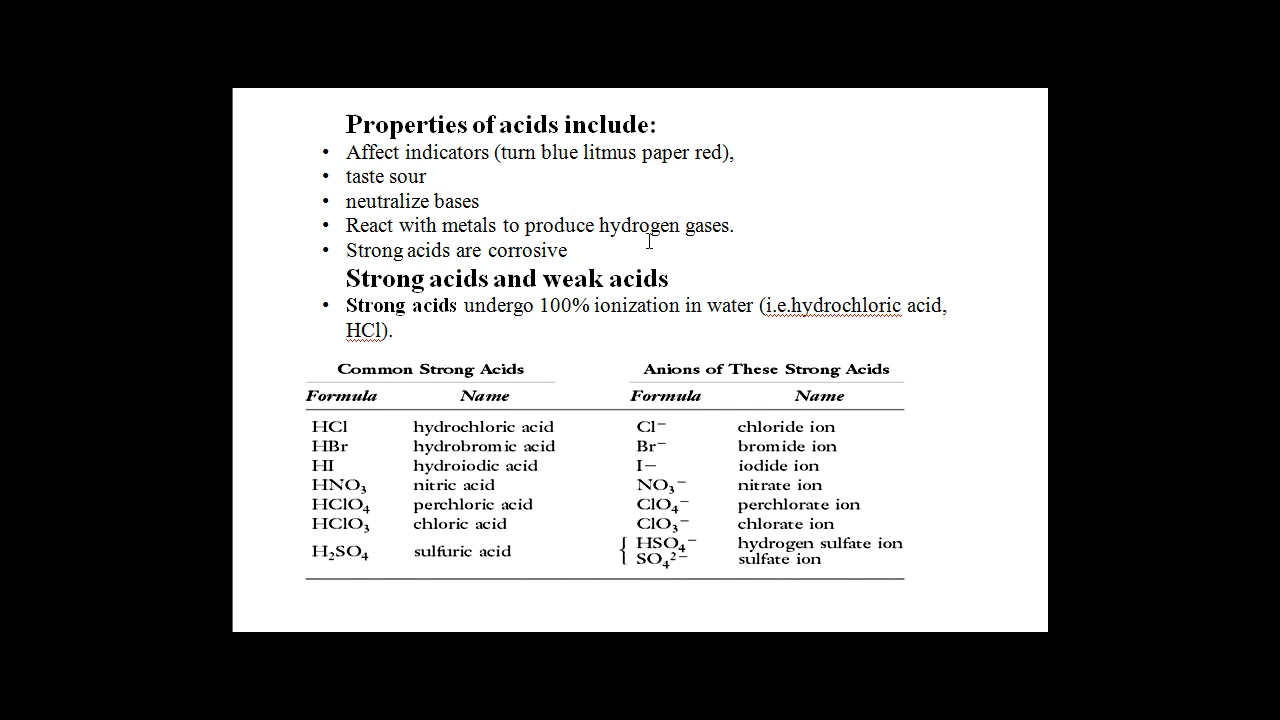 Properties of acids include:
• Affect indicators (turn blue litmus paper red),
• taste sour
• neutralize bases
• React with metals to produce hydrogen gases.
• Strong acids are corrosive
Strong acids and weak acids
• Strong acids undergo 100% ionization in water (i.e.hydrochloric acid,
HCl).
Common Strong Acids Anions of These Strong Acids
Formula Name Formula Name
HCl hydrochloric acid Cl⁻ chloride ion
HBr hydrobromic acid Br⁻ bromide ion
HI hydroiodic acid I− iodide ion
HNO₃ nitric acid NO₃⁻ nitrate ion
HClO₄ perchloric acid ClO₄⁻ perchlorate ion
HClO₃ chloric acid ClO₃⁻ chlorate ion
H₂SO₄ sulfuric acid { HSO₄⁻ hydrogen sulfate ion
SO₄²⁻ sulfate ion